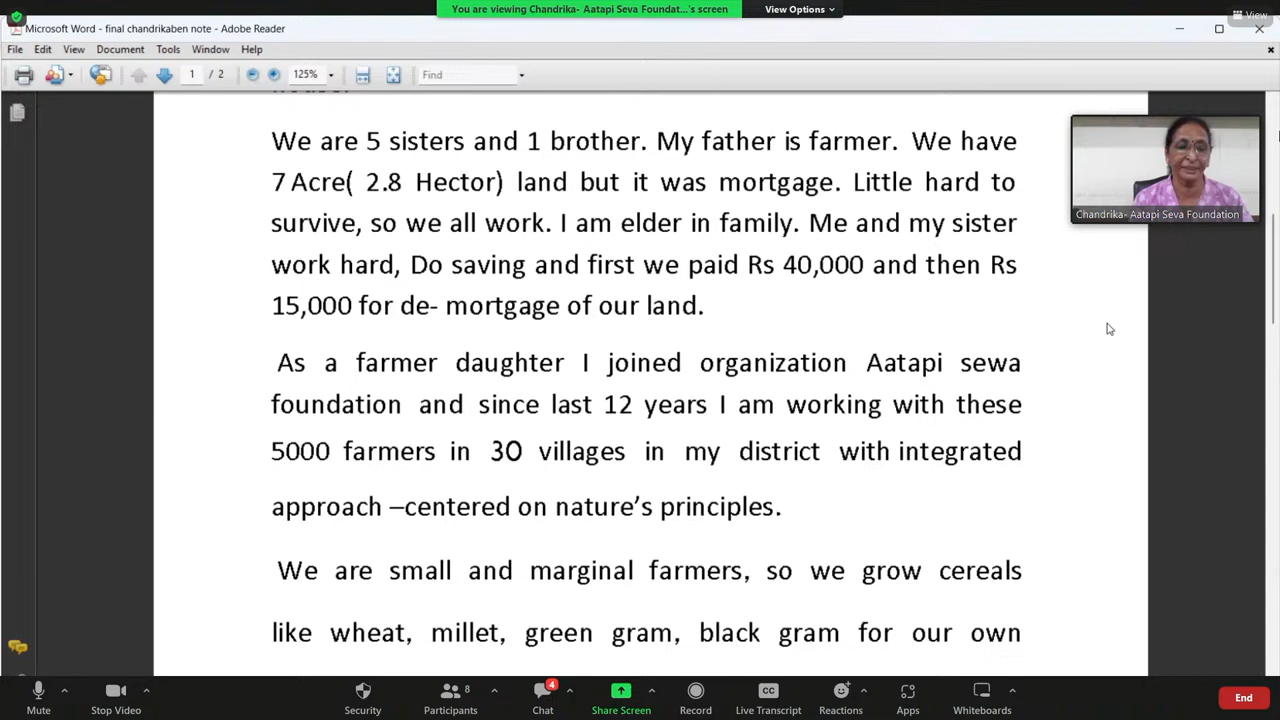 You are viewing Chandrika- Aatapi Seva Foundat...'s screen
View Options
View
Microsoft Word - final chandrikaben note - Adobe Reader
File Edit View Document Tools Window Help
1 / 2 125% Find
We are 5 sisters and 1 brother. My father is farmer. We have
7 Acre( 2.8 Hector) land but it was mortgage. Little hard to
survive, so we all work. I am elder in family. Me and my sister
work hard, Do saving and first we paid Rs 40,000 and then Rs
15,000 for de- mortgage of our land.
As a farmer daughter I joined organization Aatapi sewa
foundation and since last 12 years I am working with these
5000 farmers in 30 villages in my district with integrated
approach –centered on nature's principles.
We are small and marginal farmers, so we grow cereals
like wheat, millet, green gram, black gram for our own
Chandrika- Aatapi Seva Foundation
Mute
Stop Video
Security
8
Participants
4
Chat
Share Screen
Record
CC
Live Transcript
Reactions
Apps
Whiteboards
End